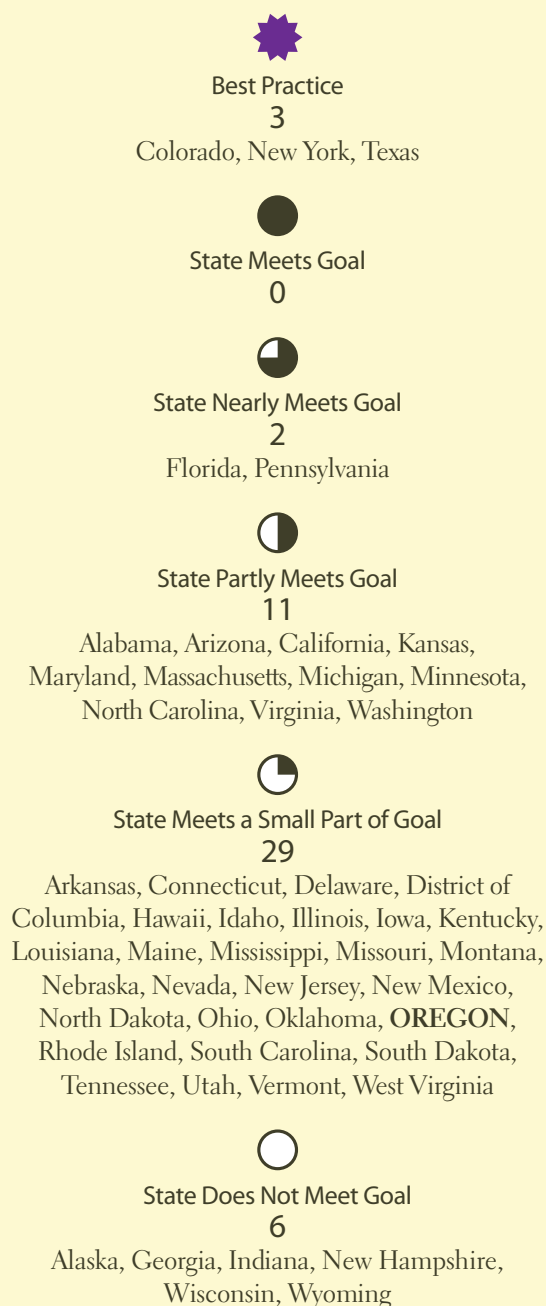 Best Practice
3
Colorado, New York, Texas
State Meets Goal
0
State Nearly Meets Goal
2
Florida, Pennsylvania
State Partly Meets Goal
11
Alabama, Arizona, California, Kansas,
Maryland, Massachusetts, Michigan, Minnesota,
North Carolina, Virginia, Washington
State Meets a Small Part of Goal
29
Arkansas, Connecticut, Delaware, District of
Columbia, Hawaii, Idaho, Illinois, Iowa, Kentucky,
Louisiana, Maine, Mississippi, Missouri, Montana,
Nebraska, Nevada, New Jersey, New Mexico,
North Dakota, Ohio, Oklahoma, OREGON,
Rhode Island, South Carolina, South Dakota,
Tennessee, Utah, Vermont, West Virginia
State Does Not Meet Goal
6
Alaska, Georgia, Indiana, New Hampshire,
Wisconsin, Wyoming